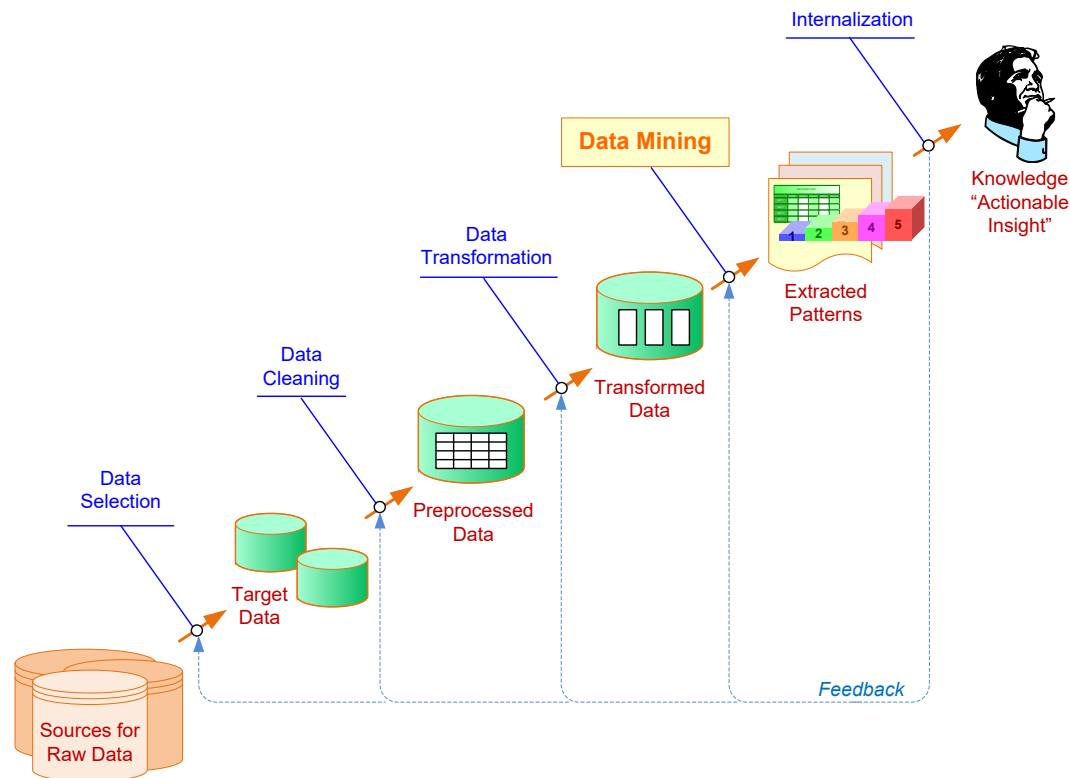 Internalization
Data Mining
Knowledge
“Actionable
Insight”
1 2 3 4 5
Data
Transformation
Extracted
Patterns
Data
Cleaning
Transformed
Data
Data
Selection
Preprocessed
Data
Target
Data
Feedback
Sources for
Raw Data